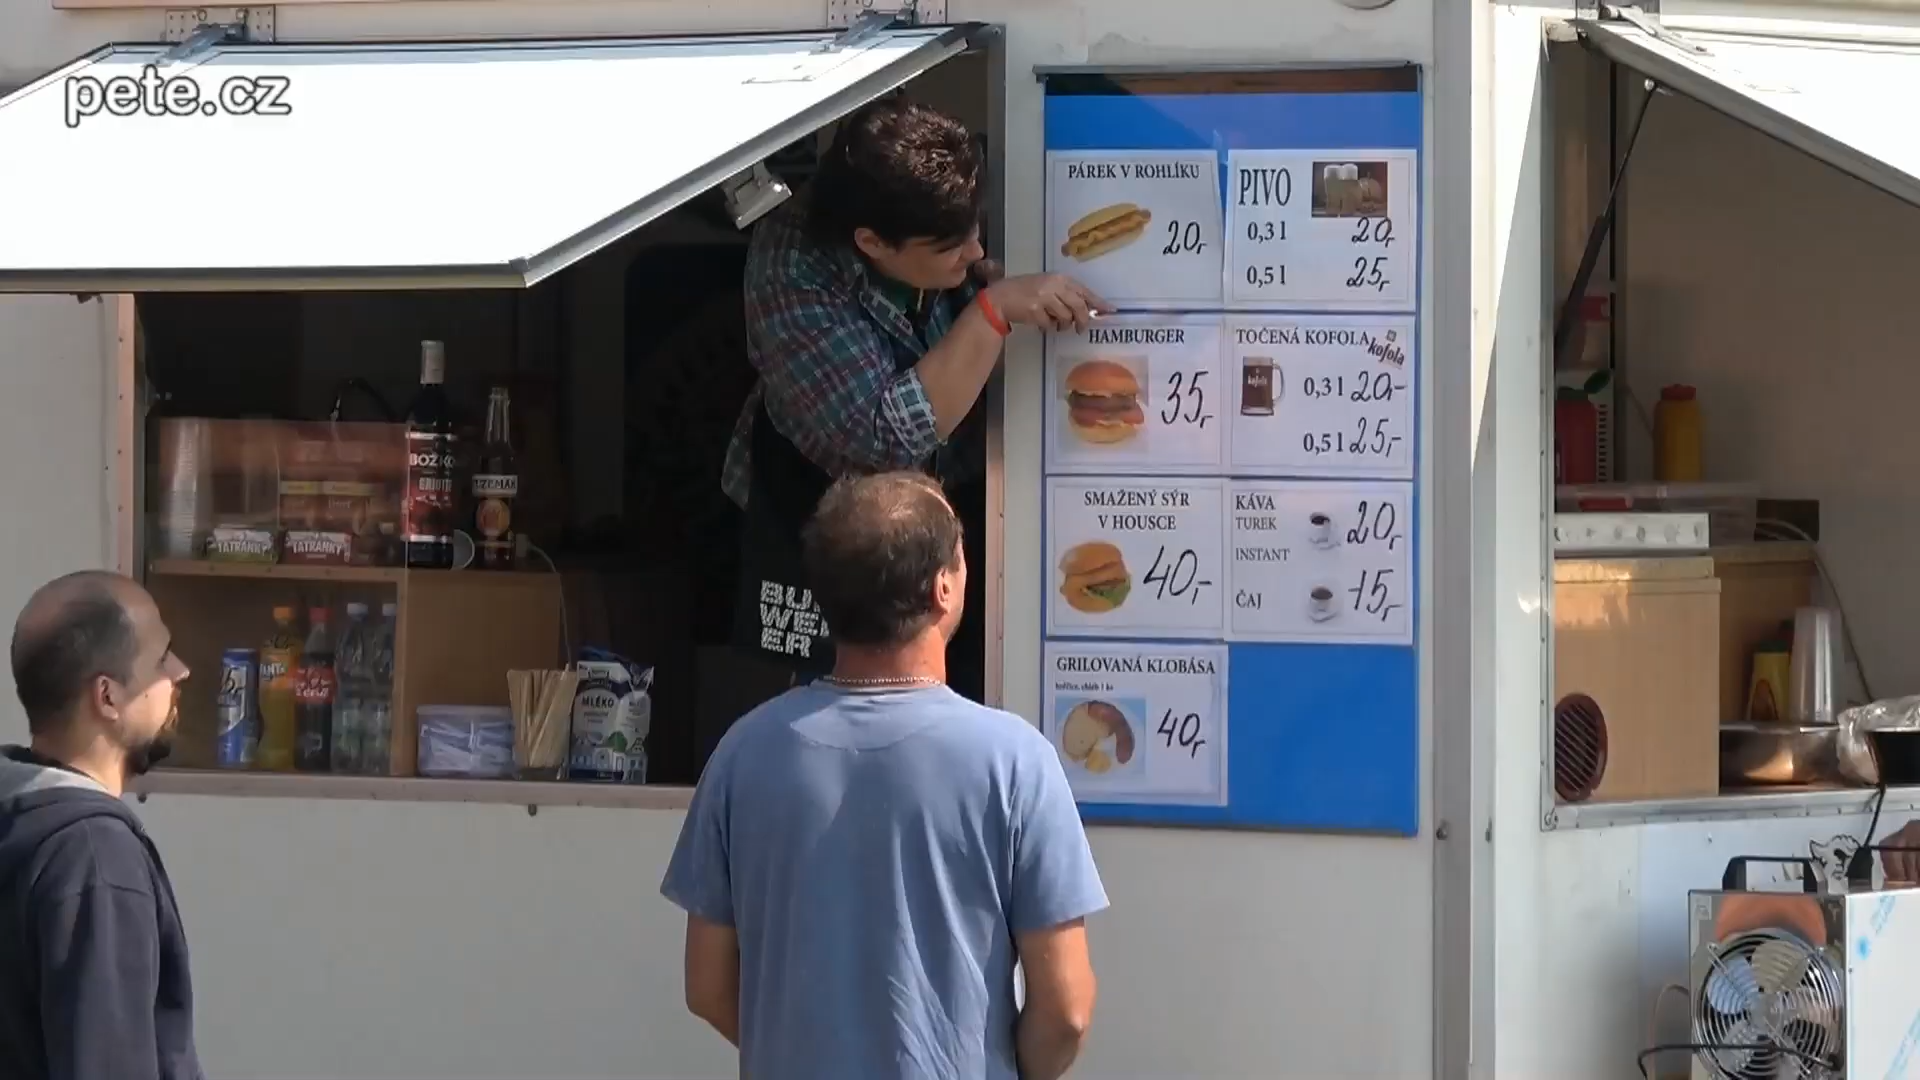 pete.cz
PÁREK V ROHLÍKU
20,-
PIVO
0,3 l 20,-
0,5 l 25,-
HAMBURGER
35,-
TOČENÁ KOFOLA
kofola
0,3 l 20,-
0,5 l 25,-
SMAŽENÝ SÝR
V HOUSCE
40,-
KÁVA
TUREK 20,-
INSTANT
ČAJ 15,-
GRILOVANÁ KLOBÁSA
40,-
BOŽKO
TATRANKY
TATRANKY
MLÉKO